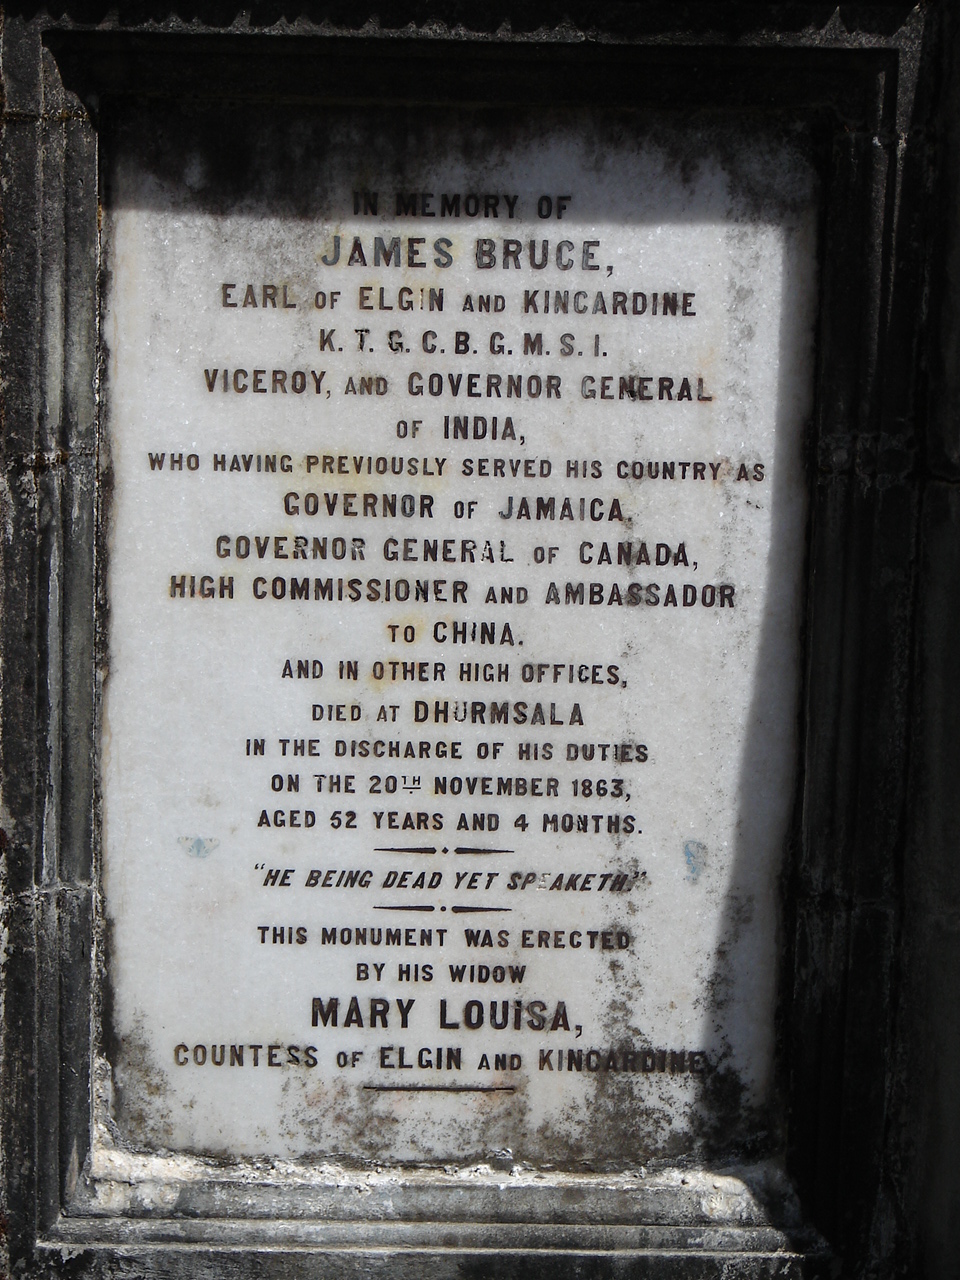 IN MEMORY OF
JAMES BRUCE,
EARL OF ELGIN AND KINCARDINE
K. T. G. C. B. G. M. S. I.
VICEROY, AND GOVERNOR GENERAL
OF INDIA,
WHO HAVING PREVIOUSLY SERVED HIS COUNTRY AS
GOVERNOR OF JAMAICA,
GOVERNOR GENERAL OF CANADA,
HIGH COMMISSIONER AND AMBASSADOR
TO CHINA.
AND IN OTHER HIGH OFFICES,
DIED AT DHURMSALA
IN THE DISCHARGE OF HIS DUTIES
ON THE 20TH NOVEMBER 1863,
AGED 52 YEARS AND 4 MONTHS.
"HE BEING DEAD YET SPEAKETH."
THIS MONUMENT WAS ERECTED
BY HIS WIDOW
MARY LOUISA,
COUNTESS OF ELGIN AND KINCARDINE